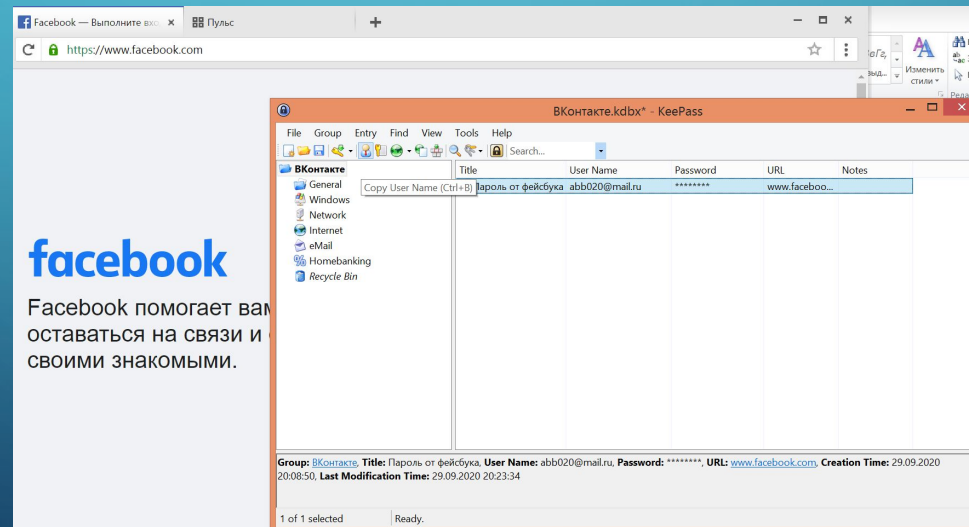 Facebook — Выполните вхо
Пульс
https://www.facebook.com
Изменить
стили
facebook
Facebook помогает вам
оставаться на связи и
своими знакомыми.
ВКонтакте.kdbx* - KeePass
File Group Entry Find View Tools Help
Search...
ВКонтакте
General
Windows
Network
Internet
eMail
Homebanking
Recycle Bin
Copy User Name (Ctrl+B)
Title User Name Password URL Notes
Пароль от фейсбука abb020@mail.ru ******** www.faceboo...
Group: ВКонтакте, Title: Пароль от фейсбука, User Name: abb020@mail.ru, Password: ********, URL: www.facebook.com, Creation Time: 29.09.2020
20:08:50, Last Modification Time: 29.09.2020 20:23:34
1 of 1 selected Ready.